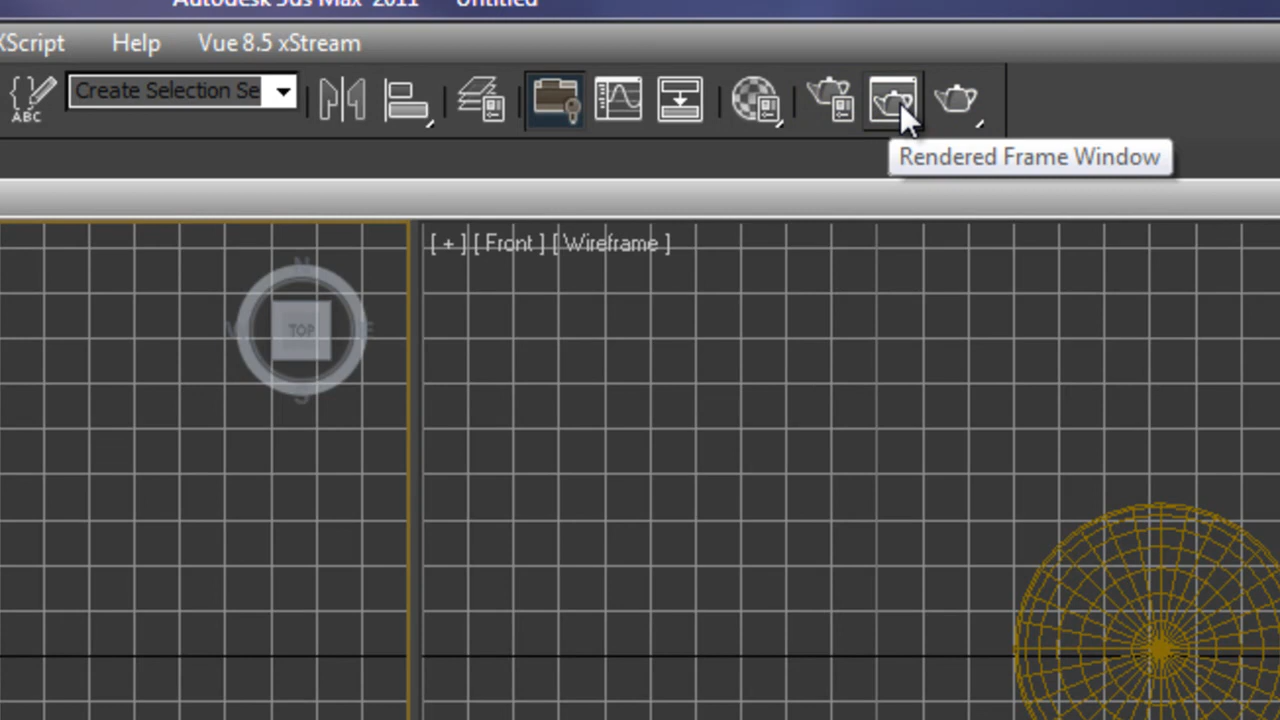 Autodesk 3ds Max 2011 Untitled
XScript Help Vue 8.5 xStream
ABC
Create Selection Se
Rendered Frame Window
[ + ] [ Front ] [ Wireframe ]
N
W TOP E
S